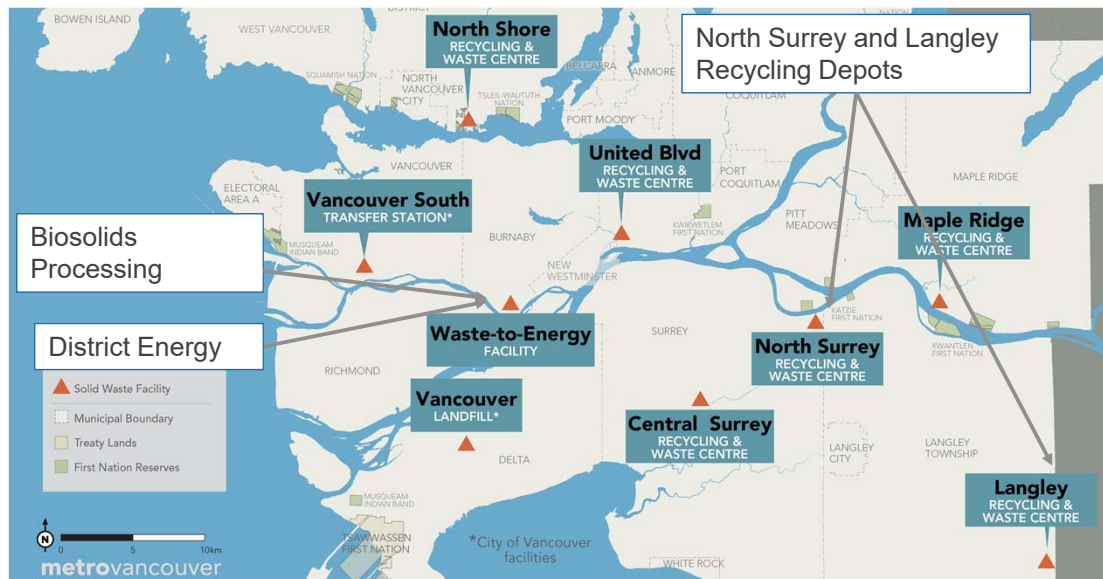 BOWEN ISLAND
WEST VANCOUVER
DISTRICT
North Shore
RECYCLING &
WASTE CENTRE
SQUAMISH NATION
NORTH
VANCOUVER
CITY
TSLEIL-WAUTUTH
NATION
BELCARRA
ANMORE
PORT MOODY
COQUITLAM
North Surrey and Langley
Recycling Depots
VANCOUVER
ELECTORAL
AREA A
Vancouver South
TRANSFER STATION*
MUSQUEAM
INDIAN BAND
BURNABY
United Blvd
RECYCLING &
WASTE CENTRE
PORT
COQUITLAM
KWIKWETLEM
FIRST NATION
NEW
WESTMINSTER
PITT
MEADOWS
MAPLE RIDGE
Maple Ridge
RECYCLING &
WASTE CENTRE
Biosolids
Processing
District Energy
Waste-to-Energy
FACILITY
RICHMOND
SURREY
KATZIE
FIRST NATION
North Surrey
RECYCLING &
WASTE CENTRE
KWANTLEN
FIRST NATION
Vancouver
LANDFILL*
DELTA
Central Surrey
RECYCLING &
WASTE CENTRE
LANGLEY
CITY
LANGLEY
TOWNSHIP
Langley
RECYCLING &
WASTE CENTRE
Solid Waste Facility
Municipal Boundary
Treaty Lands
First Nation Reserves
MUSQUEAM
INDIAN BAND
TSAWWASSEN
FIRST NATION
*City of Vancouver
facilities
WHITE ROCK
N
0 5 10km
metrovancouver